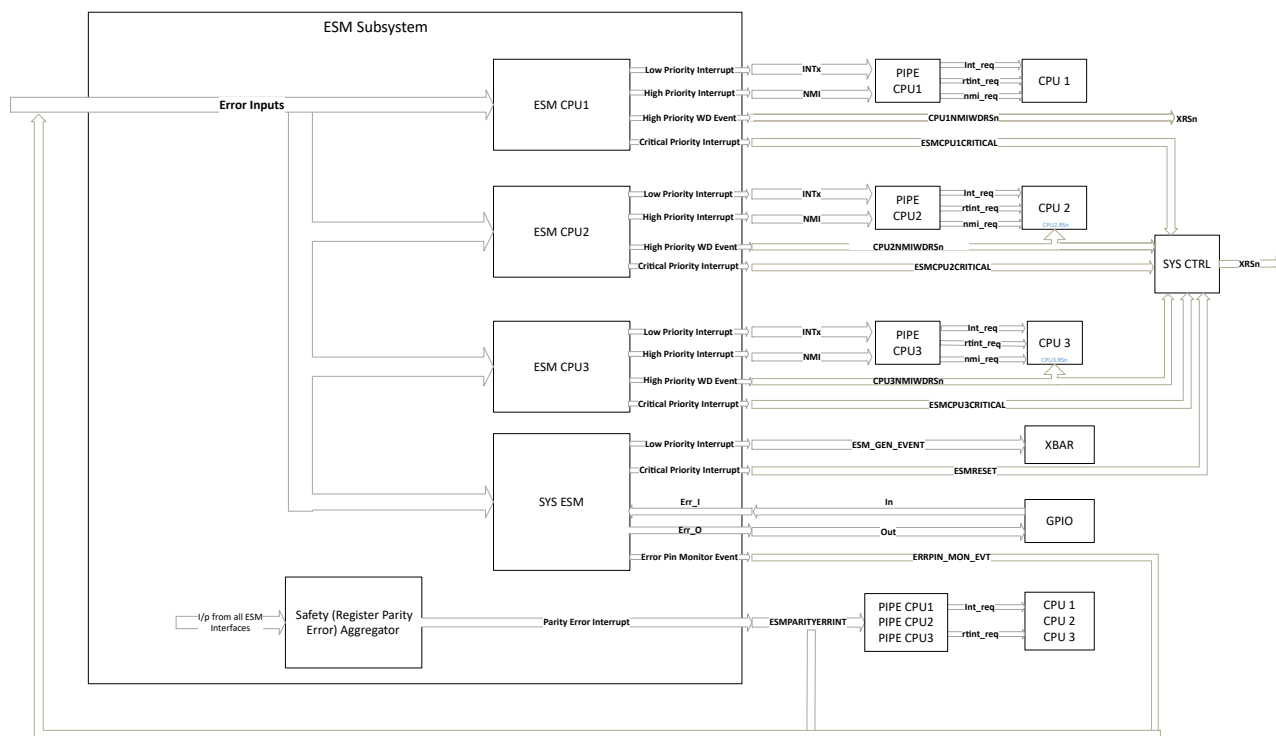 ESM Subsystem
Error Inputs
ESM CPU1
Low Priority Interrupt
INTx
High Priority Interrupt
NMI
PIPE
CPU1
Int_req
rtint_req
nmi_req
CPU 1
High Priority WD Event
CPU1NMIWDRSn
XRSn
Critical Priority Interrupt
ESMCPU1CRITICAL
ESM CPU2
Low Priority Interrupt
INTx
High Priority Interrupt
NMI
PIPE
CPU2
Int_req
rtint_req
nmi_req
CPU 2
CPU2.RSn
High Priority WD Event
CPU2NMIWDRSn
Critical Priority Interrupt
ESMCPU2CRITICAL
SYS CTRL
XRSn
ESM CPU3
Low Priority Interrupt
INTx
High Priority Interrupt
NMI
PIPE
CPU3
Int_req
rtint_req
nmi_req
CPU 3
CPU3.RSn
High Priority WD Event
CPU3NMIWDRSn
Critical Priority Interrupt
ESMCPU3CRITICAL
SYS ESM
Low Priority Interrupt
ESM_GEN_EVENT
XBAR
Critical Priority Interrupt
ESMRESET
Err_I
In
Err_O
Out
GPIO
Error Pin Monitor Event
ERRPIN_MON_EVT
I/p from all ESM
Interfaces
Safety (Register Parity
Error) Aggregator
Parity Error Interrupt
ESMPARITYERRINT
PIPE CPU1
PIPE CPU2
PIPE CPU3
Int_req
rtint_req
CPU 1
CPU 2
CPU 3